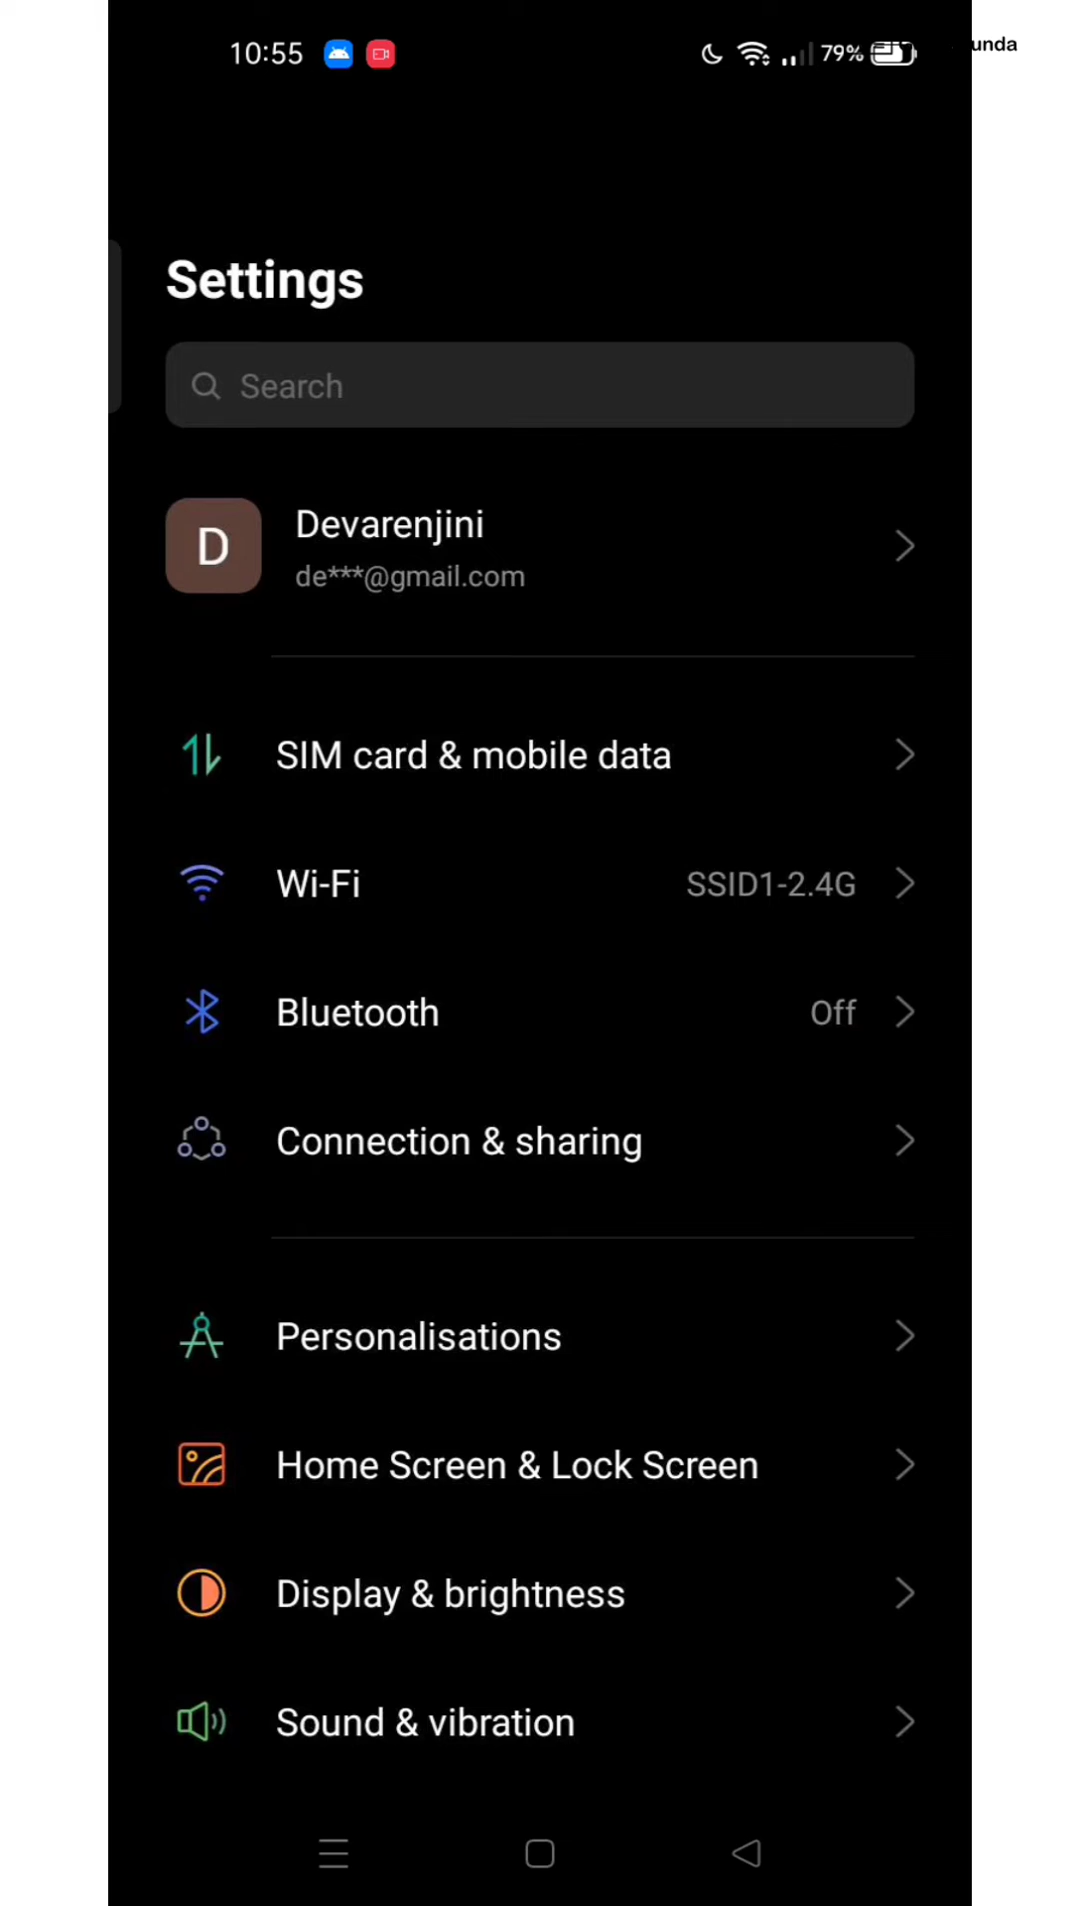 10:55
79%
unda
Settings
Search
D
Devarenjini
de***@gmail.com
SIM card & mobile data
Wi-Fi
SSID1-2.4G
Bluetooth
Off
Connection & sharing
Personalisations
Home Screen & Lock Screen
Display & brightness
Sound & vibration